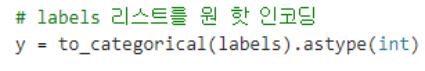 # labels 리스트를 원 핫 인코딩
y = to_categorical(labels).astype(int)